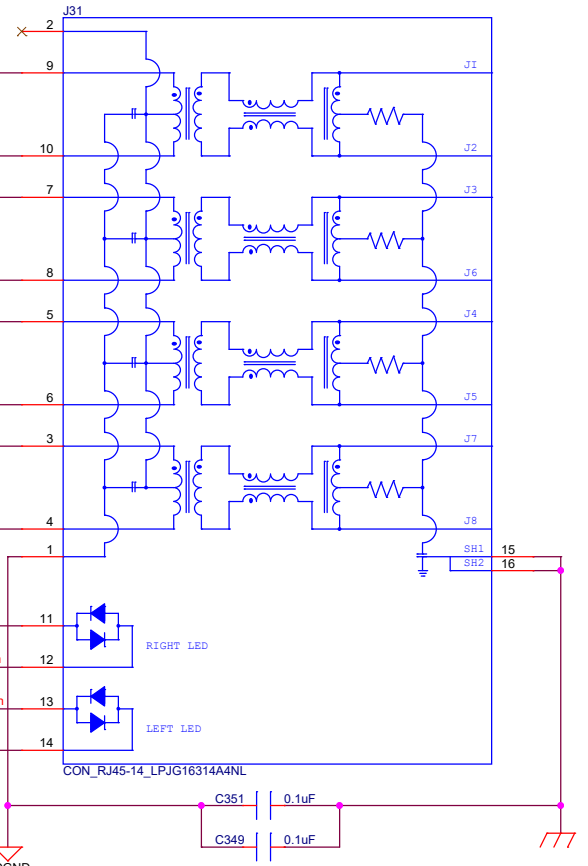 J31
2
9
J1
10
J2
7
J3
8
J6
5
J4
6
J5
3
J7
4
J8
1
SH1
15
SH2
16
11
RIGHT LED
12
13
LEFT LED
14
CON_RJ45-14_LPJG16314A4NL
C351
0.1uF
C349
0.1uF